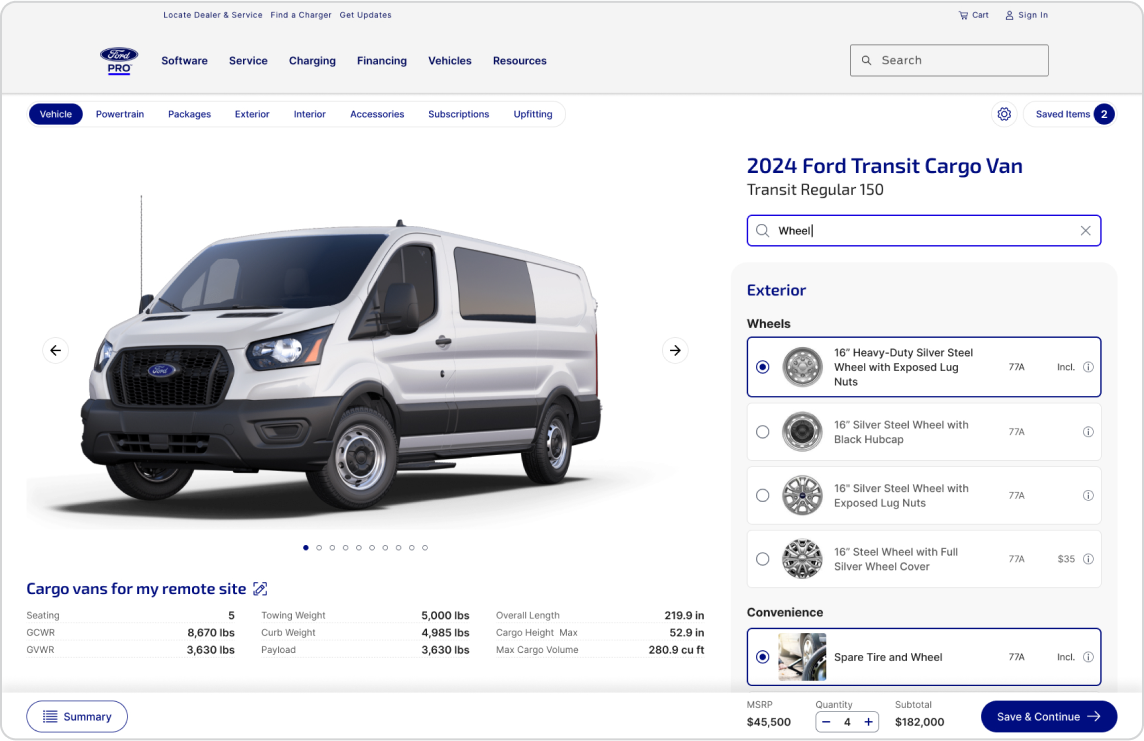 Locate Dealer & Service Find a Charger Get Updates Cart Sign In
Ford
PRO
Software Service Charging Financing Vehicles Resources Search
Vehicle Powertrain Packages Exterior Interior Accessories Subscriptions Upfitting Saved Items 2
2024 Ford Transit Cargo Van
Transit Regular 150
Wheel
Exterior
Wheels
16” Heavy-Duty Silver Steel
Wheel with Exposed Lug
Nuts
77A Incl.
16” Silver Steel Wheel with
Black Hubcap
77A
16” Silver Steel Wheel with
Exposed Lug Nuts
77A
16” Steel Wheel with Full
Silver Wheel Cover
77A $35
Convenience
Spare Tire and Wheel 77A Incl.
Ford
Cargo vans for my remote site
Seating 5 Towing Weight 5,000 lbs Overall Length 219.9 in
GCWR 8,670 lbs Curb Weight 4,985 lbs Cargo Height Max 52.9 in
GVWR 3,630 lbs Payload 3,630 lbs Max Cargo Volume 280.9 cu ft
Summary
MSRP Quantity Subtotal
$45,500 − 4 + $182,000
Save & Continue